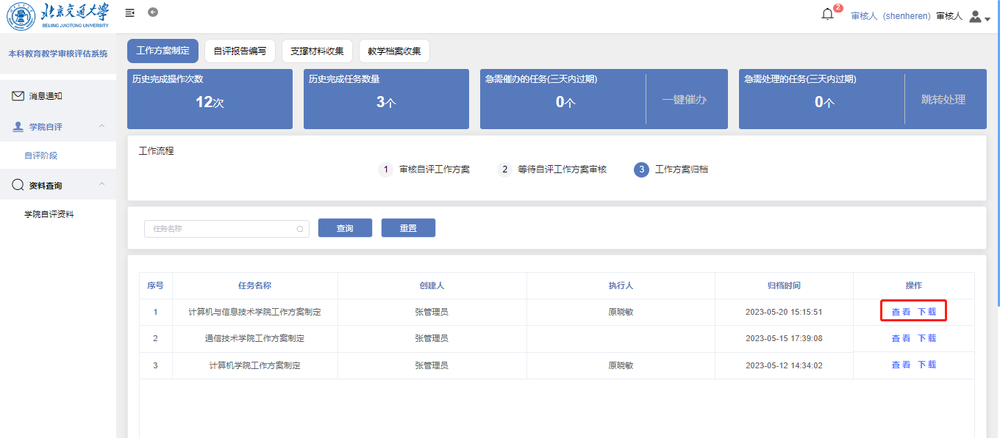 北京交通大学
BEIJING JIAOTONG UNIVERSITY
2
审核人 (shenheren) 审核人
本科教育教学审核评估系统
消息通知
学院自评
自评阶段
资料查询
学院自评资料
工作方案制定 自评报告编写 支撑材料收集 教学档案收集
历史完成操作次数
12次
历史完成任务数量
3个
急需催办的任务(三天内过期)
0个
一键催办
急需处理的任务(三天内过期)
0个
跳转处理
工作流程
1 审核自评工作方案 2 等待自评工作方案审核 3 工作方案归档
任务名称 查询 重置
序号 任务名称 创建人 执行人 归档时间 操作
1 计算机与信息技术学院工作方案制定 张管理员 原晓敏 2023-05-20 15:15:51 查看 下载
2 通信技术学院工作方案制定 张管理员 2023-05-15 17:39:08 查看 下载
3 计算机学院工作方案制定 张管理员 原晓敏 2023-05-12 14:34:02 查看 下载